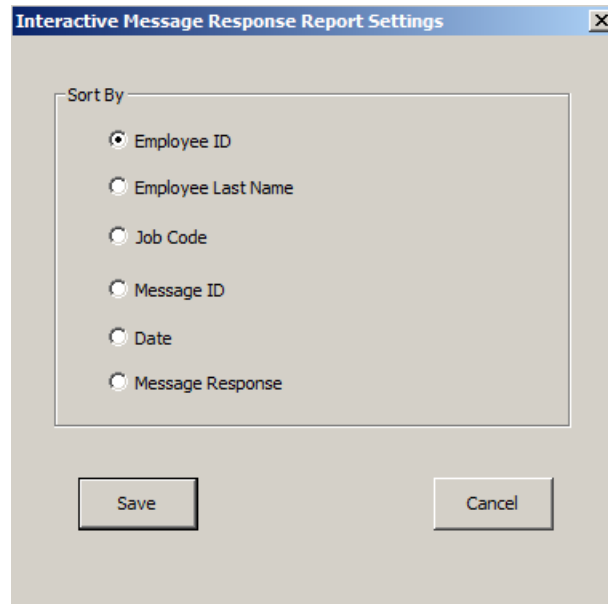 Interactive Message Response Report Settings
Sort By
Employee ID
Employee Last Name
Job Code
Message ID
Date
Message Response
Save Cancel